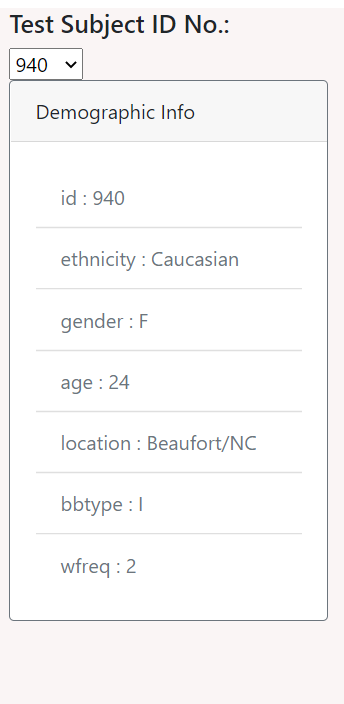 Test Subject ID No.:
940
Demographic Info
id : 940
ethnicity : Caucasian
gender : F
age : 24
location : Beaufort/NC
bbtype : I
wfreq : 2